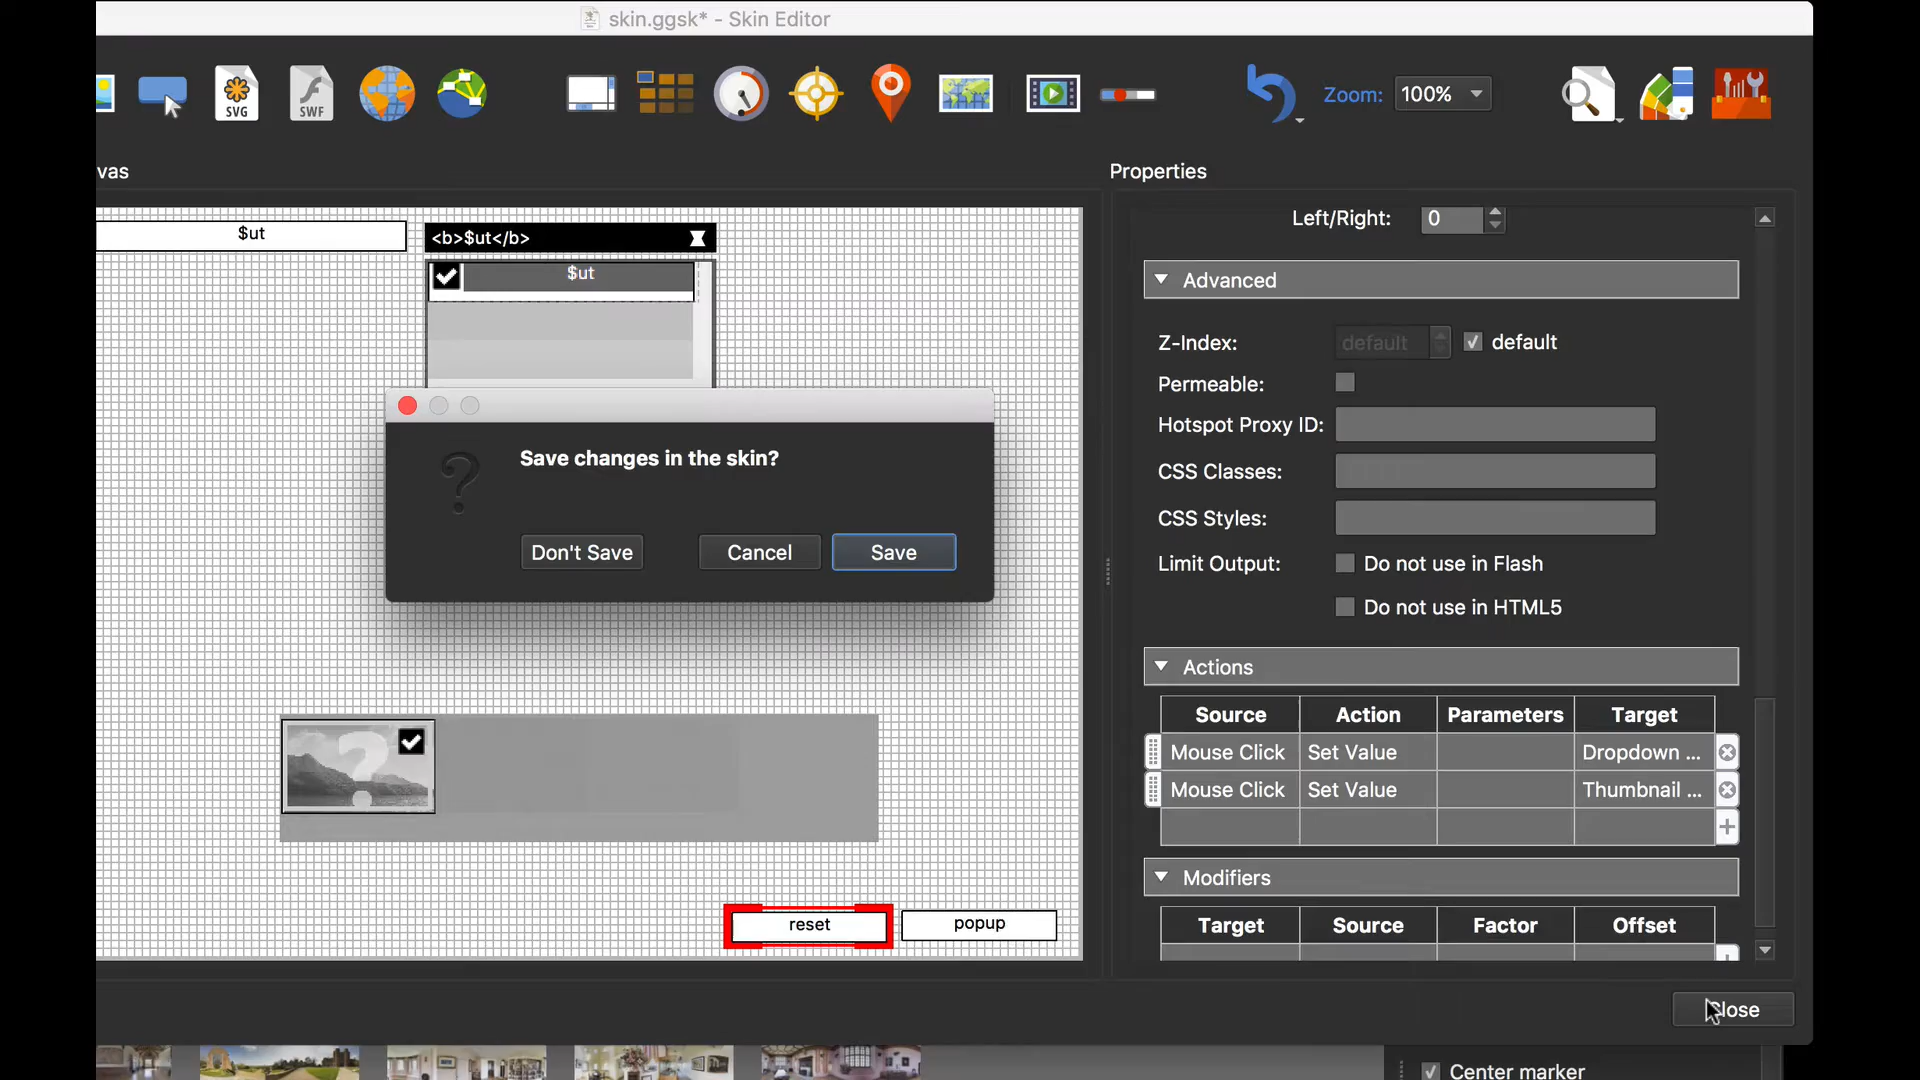 skin.ggsk* - Skin Editor
SVG
SWF
Zoom: 100%
vas
Properties
$ut
<b>$ut</b>
$ut
Left/Right: 0
Advanced
Z-Index: default default
Permeable:
Hotspot Proxy ID:
CSS Classes:
CSS Styles:
Limit Output: Do not use in Flash
Do not use in HTML5
Save changes in the skin?
Don't Save Cancel Save
Actions
Source Action Parameters Target
Mouse Click Set Value Dropdown ...
Mouse Click Set Value Thumbnail ...
Modifiers
Target Source Factor Offset
reset
popup
Close
Center marker